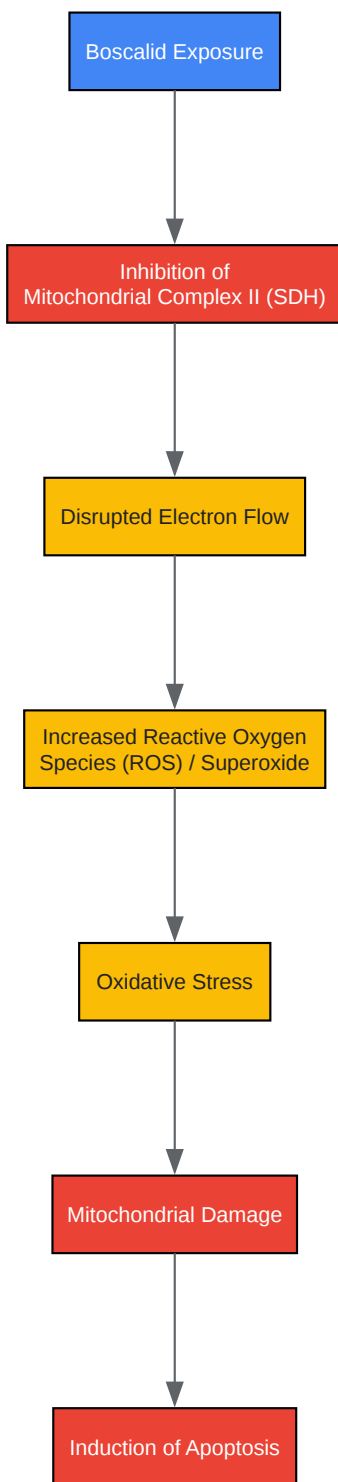 Boscalid Exposure
Inhibition of
Mitochondrial Complex II (SDH)
Disrupted Electron Flow
Increased Reactive Oxygen
Species (ROS) / Superoxide
Oxidative Stress
Mitochondrial Damage
Induction of Apoptosis